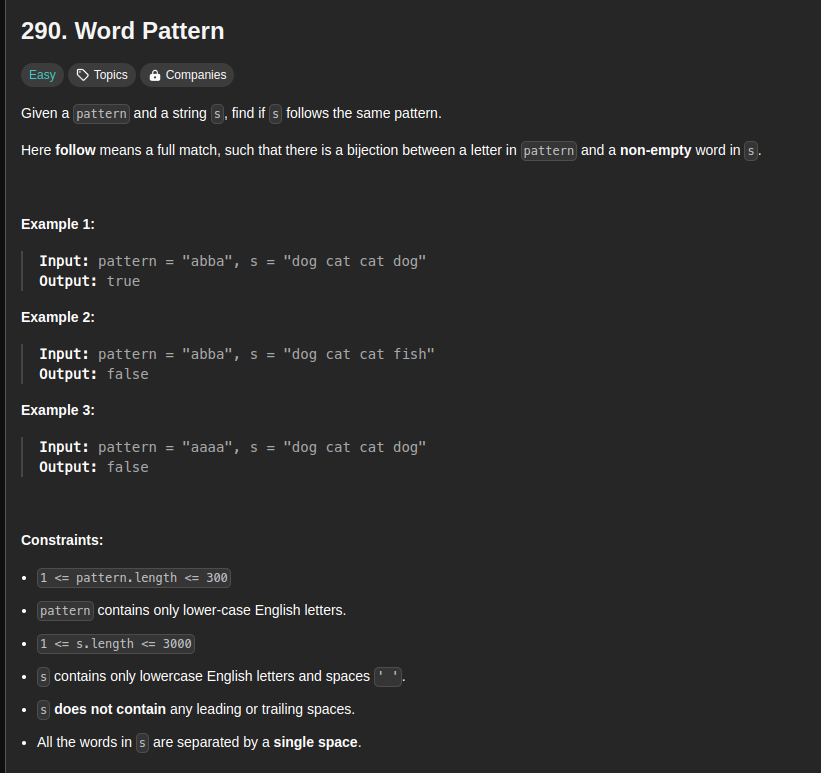 290. Word Pattern
Easy Topics Companies
Given a pattern and a string s, find if s follows the same pattern.
Here follow means a full match, such that there is a bijection between a letter in pattern and a non-empty word in s.
Example 1:
Input: pattern = "abba", s = "dog cat cat dog"
Output: true
Example 2:
Input: pattern = "abba", s = "dog cat cat fish"
Output: false
Example 3:
Input: pattern = "aaaa", s = "dog cat cat dog"
Output: false
Constraints:
• 1 <= pattern.length <= 300
• pattern contains only lower-case English letters.
• 1 <= s.length <= 3000
• s contains only lowercase English letters and spaces ' '.
• s does not contain any leading or trailing spaces.
• All the words in s are separated by a single space.